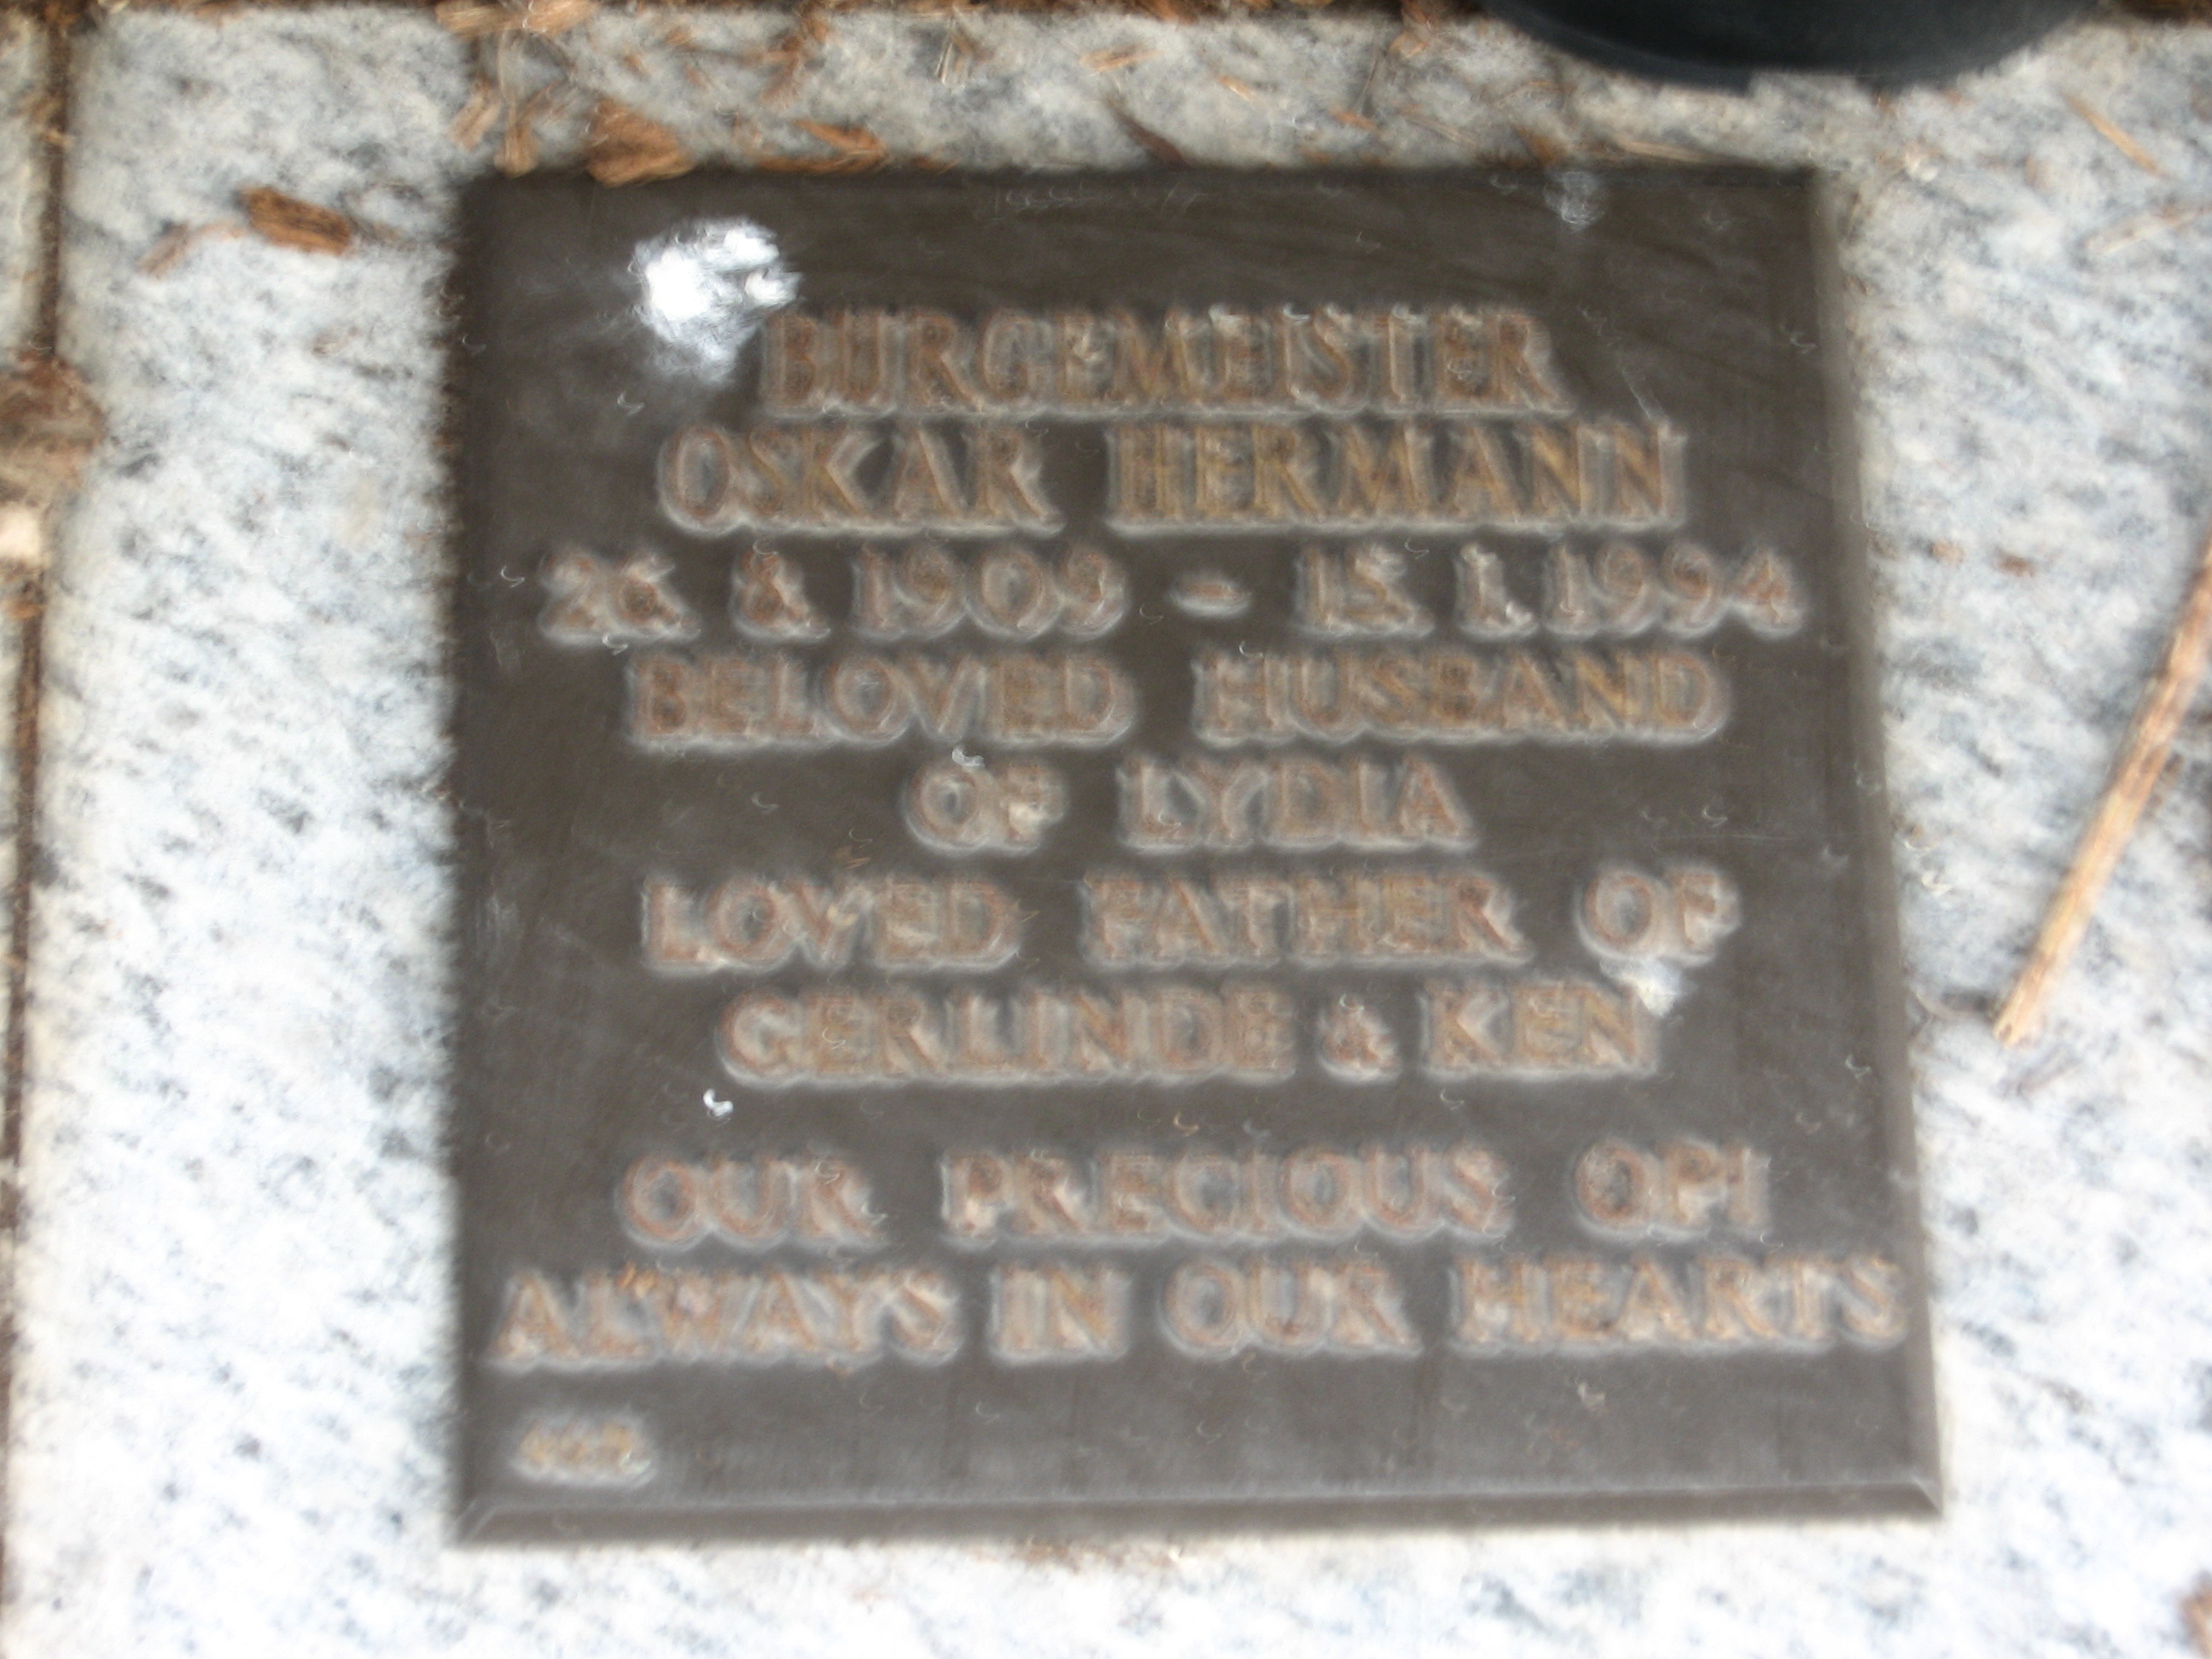 BURGEMEISTER
OSKAR HERMANN
26. 8. 1909 - 15. 1. 1994
BELOVED HUSBAND
OF LYDIA
LOVED FATHER OF
GERLINDE & KEN
OUR PRECIOUS OPI
ALWAYS IN OUR HEARTS